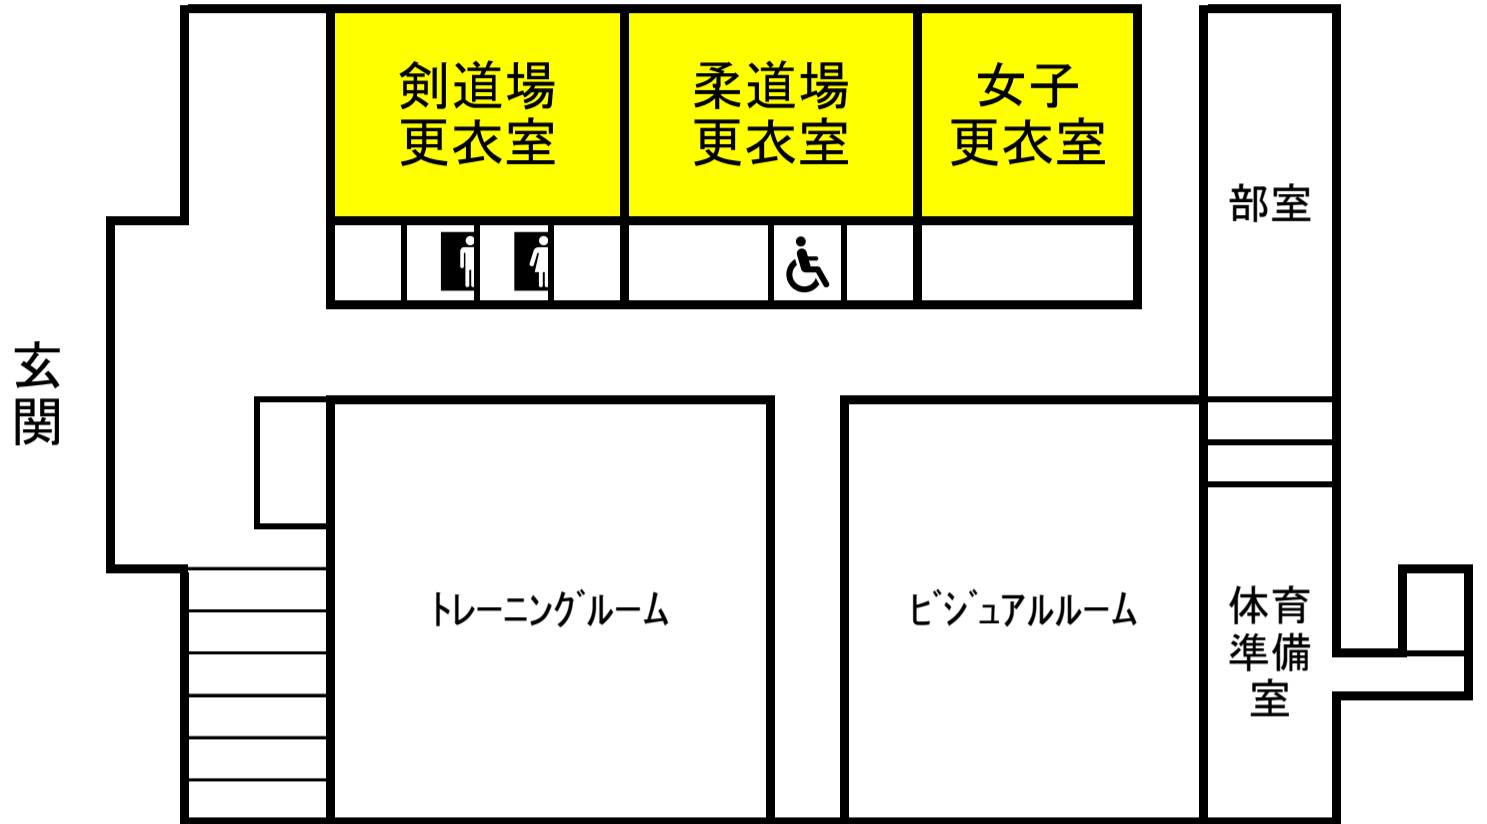 剣道場
更衣室
柔道場
更衣室
女子
更衣室
部室
玄
関
ﾄﾚｰﾆﾝｸﾞﾙｰﾑ
ﾋﾞｼﾞｭｱﾙﾙｰﾑ
体育
準備
室